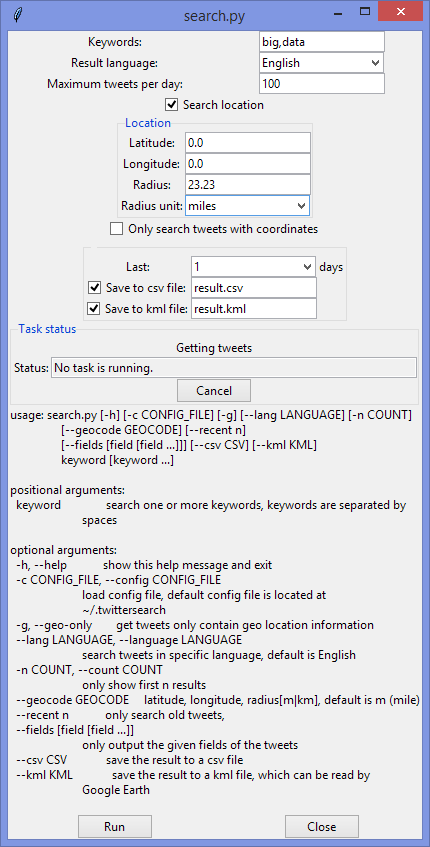 search.py
Keywords: big,data
Result language: English
Maximum tweets per day: 100
Search location
Location
Latitude: 0.0
Longitude: 0.0
Radius: 23.23
Radius unit: miles
Only search tweets with coordinates
Last: 1 days
Save to csv file: result.csv
Save to kml file: result.kml
Task status
Getting tweets
Status: No task is running.
Cancel
usage: search.py [-h] [-c CONFIG_FILE] [-g] [--lang LANGUAGE] [-n COUNT]
[--geocode GEOCODE] [--recent n]
[--fields [field [field ...]]] [--csv CSV] [--kml KML]
keyword [keyword ...]
positional arguments:
keyword search one or more keywords, keywords are separated by
spaces
optional arguments:
-h, --help show this help message and exit
-c CONFIG_FILE, --config CONFIG_FILE
load config file, default config file is located at
~/.twittersearch
-g, --geo-only get tweets only contain geo location information
--lang LANGUAGE, --language LANGUAGE
search tweets in specific language, default is English
-n COUNT, --count COUNT
only show first n results
--geocode GEOCODE latitude, longitude, radius[m|km], default is m (mile)
--recent n only search old tweets,
--fields [field [field ...]]
only output the given fields of the tweets
--csv CSV save the result to a csv file
--kml KML save the result to a kml file, which can be read by
Google Earth
Run Close